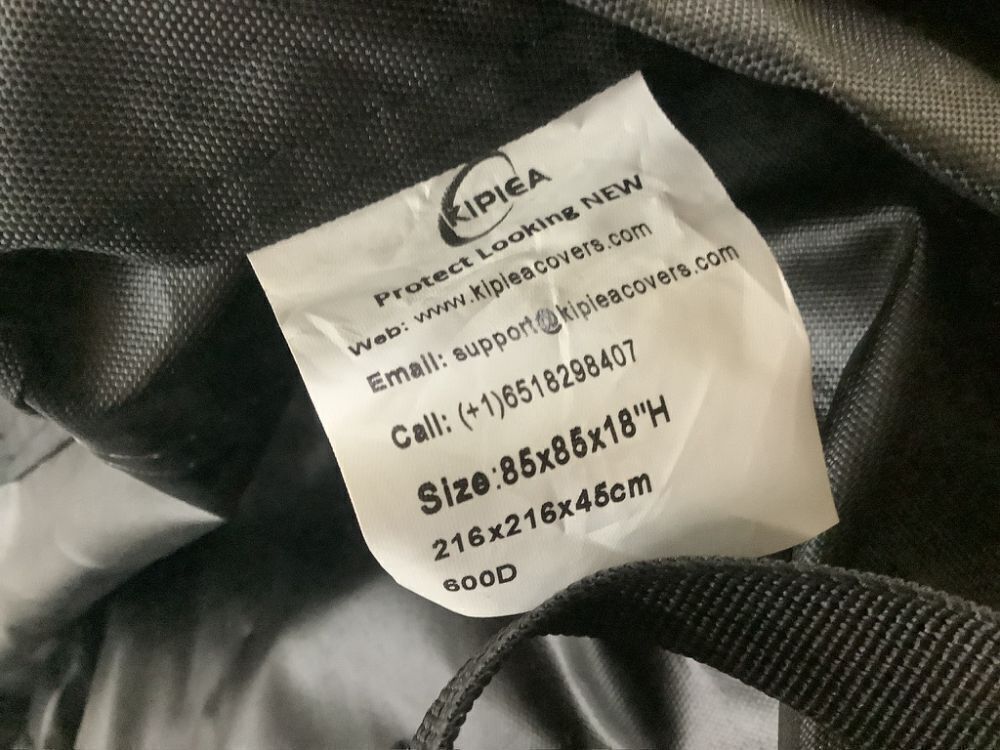 KIPIEA
Protect Looking NEW
Web: www.kipieacovers.com
Email: support@kipieacovers.com
Call: (+1)6518298407
Size:85x85x18"H
216x216x45cm
600D